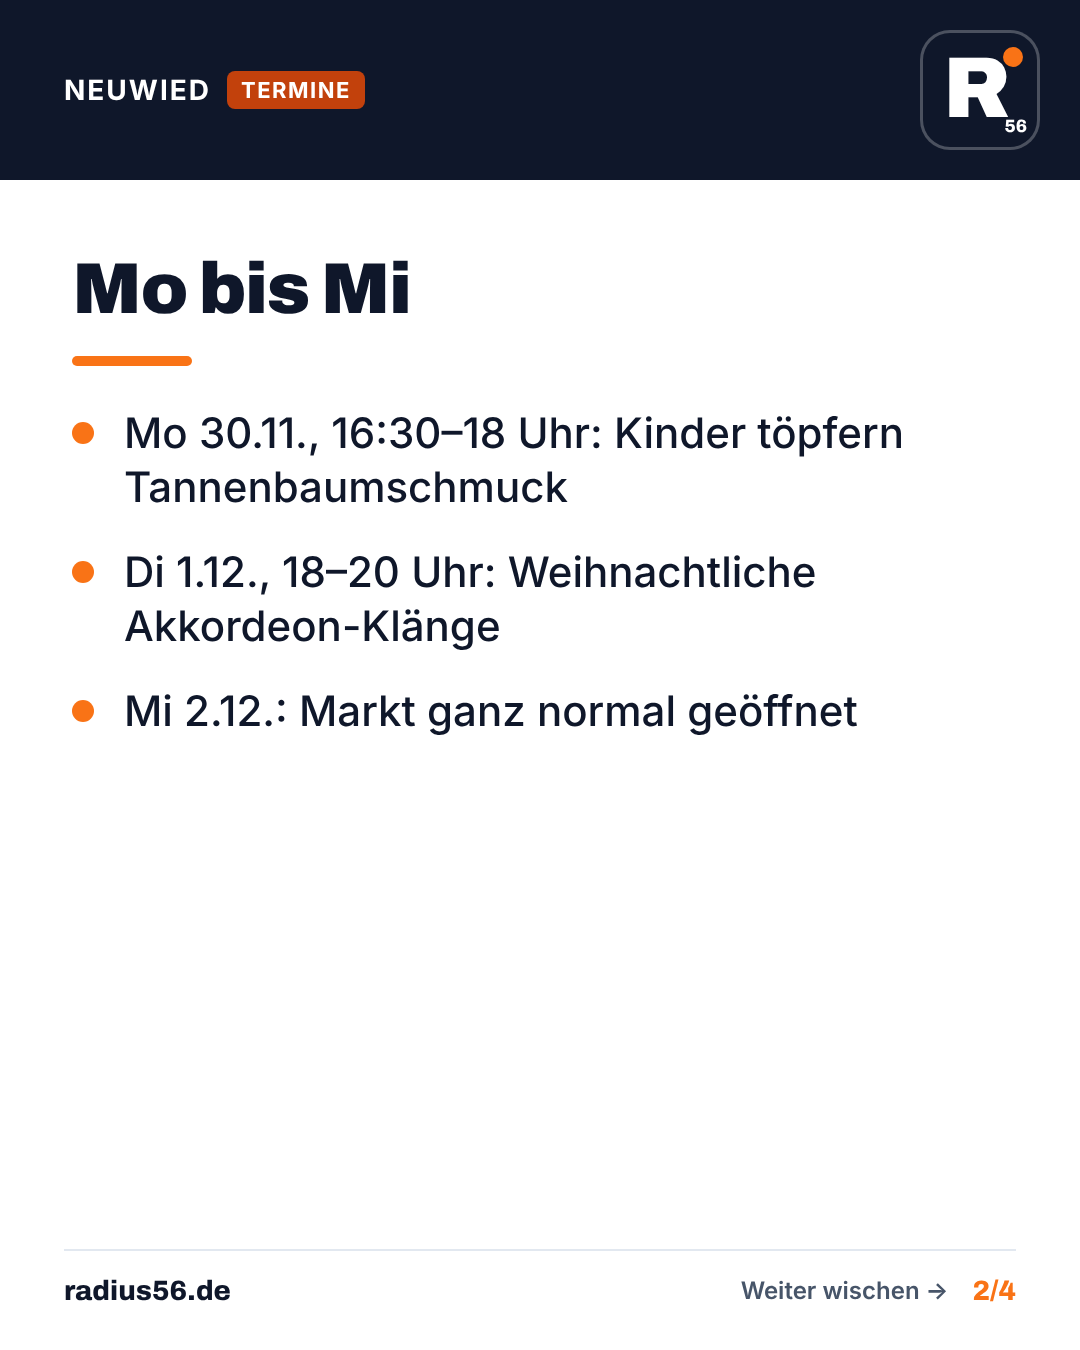 NEUWIED TERMINE
R
56
Mo bis Mi
Mo 30.11., 16:30–18 Uhr: Kinder töpfern
Tannenbaumschmuck
Di 1.12., 18–20 Uhr: Weihnachtliche
Akkordeon-Klänge
Mi 2.12.: Markt ganz normal geöffnet
radius56.de
Weiter wischen → 2/4